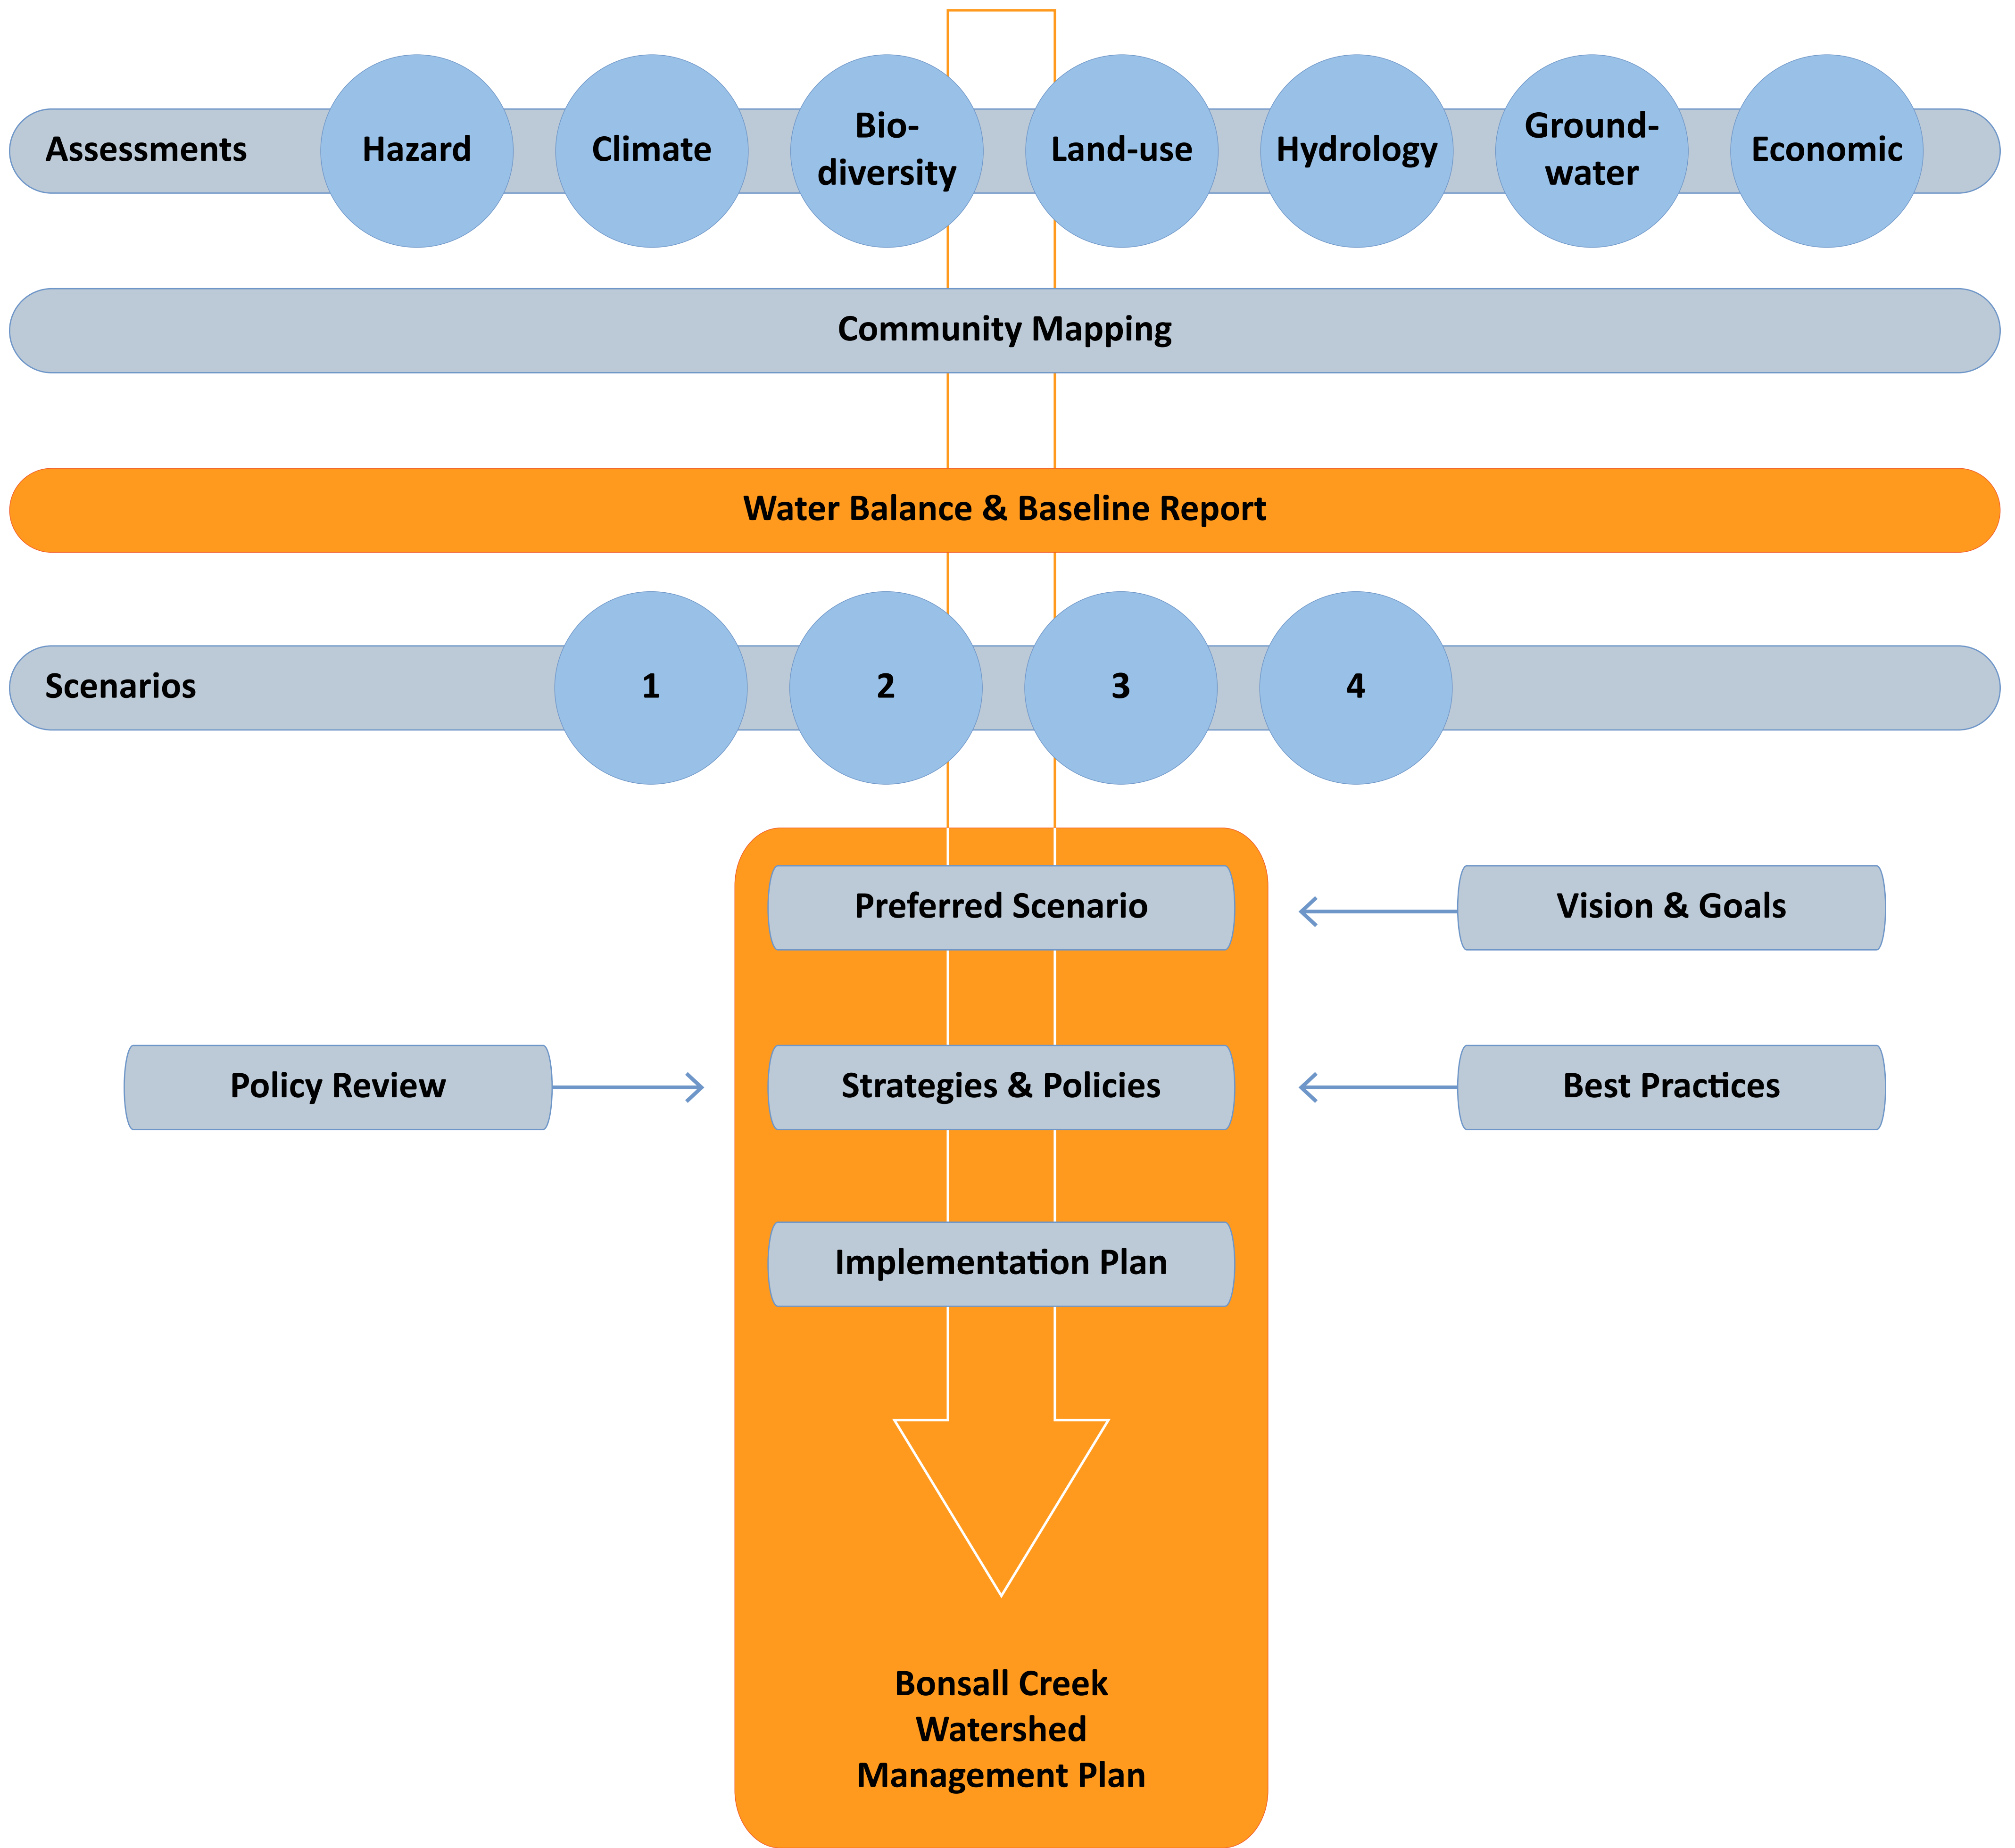 Assessments
Hazard
Climate
Bio-
diversity
Land-use
Hydrology
Ground-
water
Economic
Community Mapping
Water Balance & Baseline Report
Scenarios
1
2
3
4
Preferred Scenario
Vision & Goals
Policy Review
Strategies & Policies
Best Practices
Implementation Plan
Bonsall Creek
Watershed
Management Plan